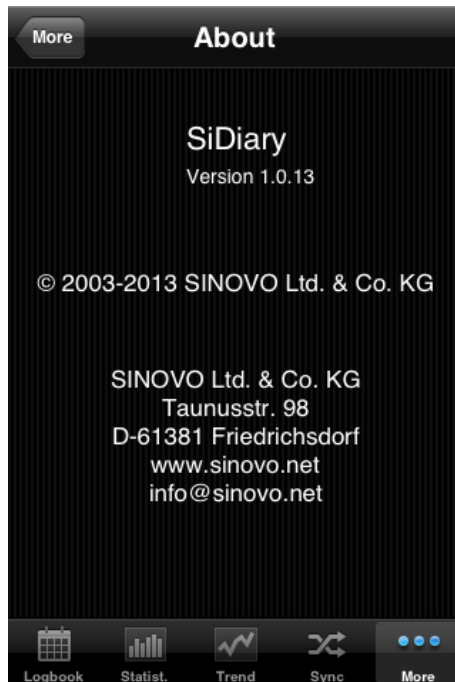 More
About
SiDiary
Version 1.0.13
© 2003-2013 SINOVO Ltd. & Co. KG
SINOVO Ltd. & Co. KG
Taunusstr. 98
D-61381 Friedrichsdorf
www.sinovo.net
info@sinovo.net
Logbook Statist. Trend Sync More